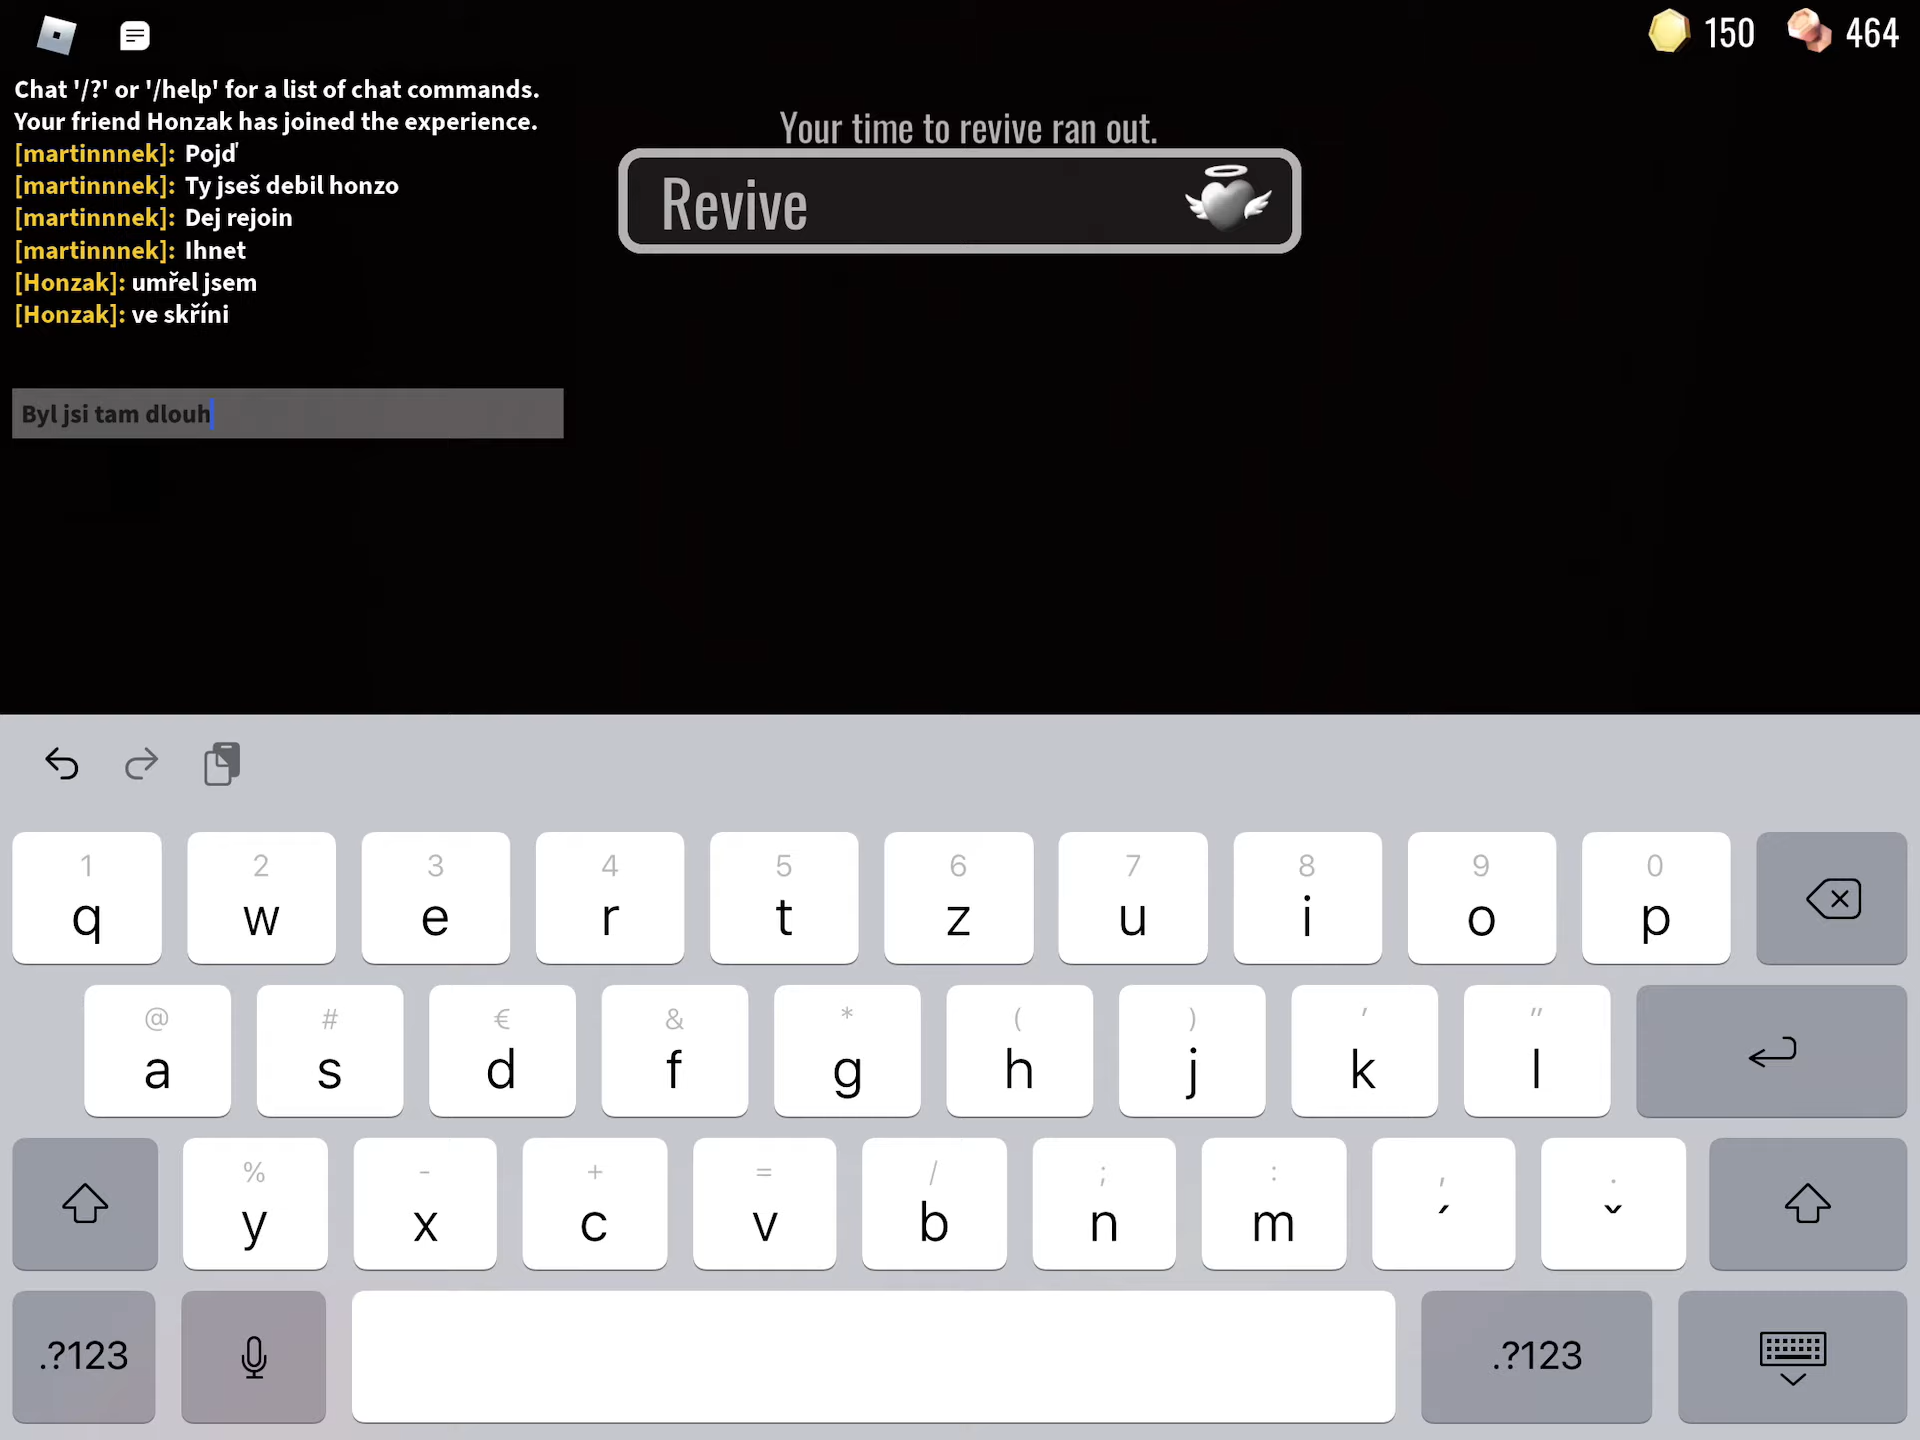 150 464
Chat '/?' or '/help' for a list of chat commands.
Your friend Honzak has joined the experience.
[martinnnek]: Pojď
[martinnnek]: Ty jseš debil honzo
[martinnnek]: Dej rejoin
[martinnnek]: Ihnet
[Honzak]: umřel jsem
[Honzak]: ve skříni
Your time to revive ran out.
Revive
Byl jsi tam dlouh
1 2 3 4 5 6 7 8 9 0
q w e r t z u i o p
@ # € & * ( ) ′ ″
a s d f g h j k l
% - + = / ; : , .
y x c v b n m ´ ˇ
.?123 .?123